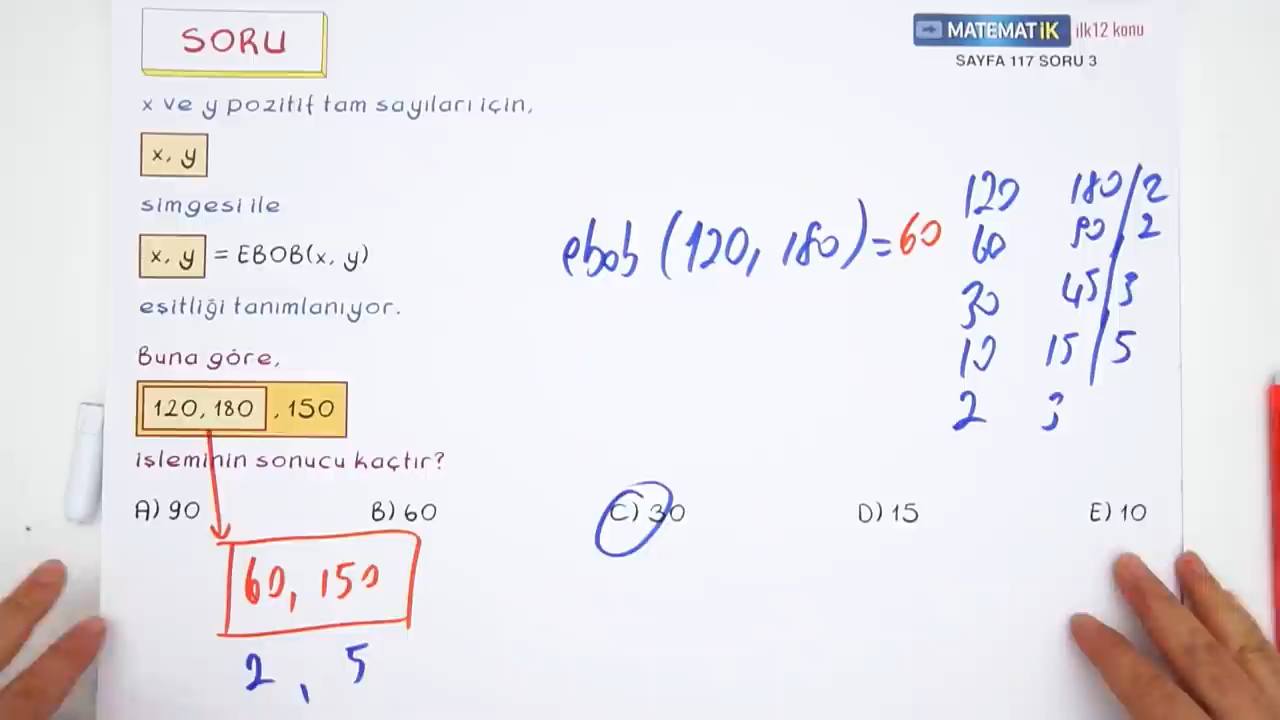 SORU
MATEMATİK ilk12 konu
SAYFA 117 SORU 3
x ve y pozitif tam sayıları için,
x, y
simgesi ile
x, y = EBOB(x, y)
eşitliği tanımlanıyor.
Buna göre,
120, 180 , 150
işleminin sonucu kaçtır?
A) 90 B) 60 C) 30 D) 15 E) 10
60, 150
2 , 5
ebob (120, 180) = 60
120 180 2
60 90 2
30 45 3
10 15 5
2 3